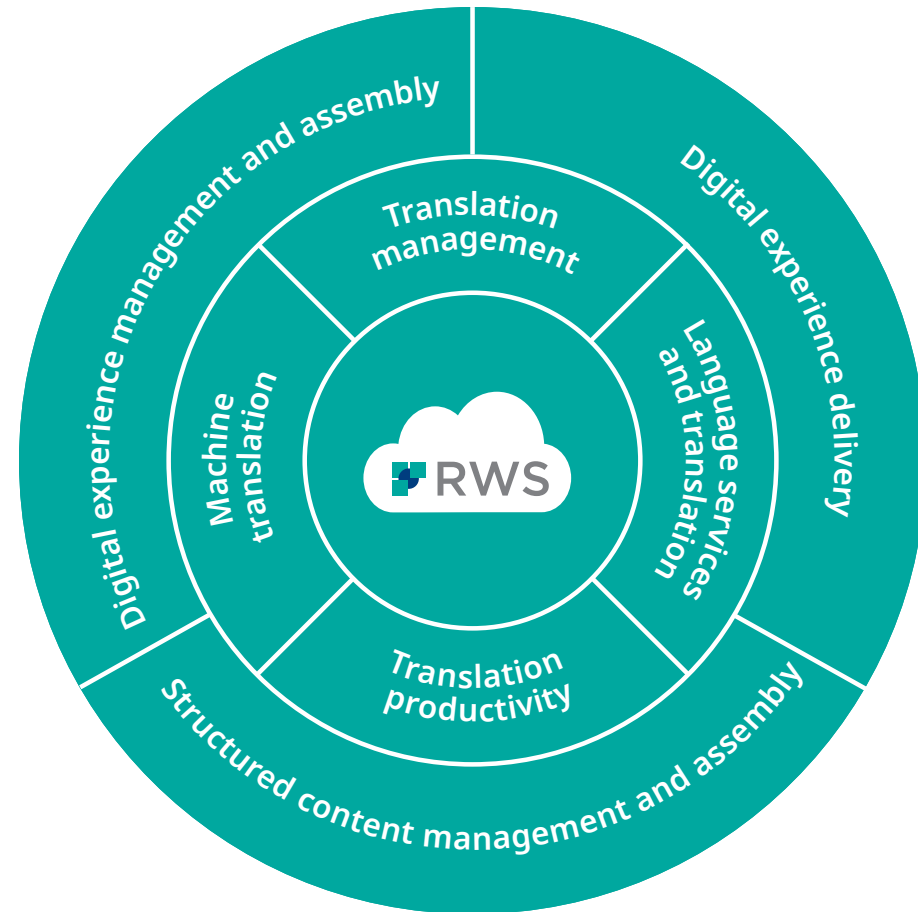 Digital experience management and assembly
Digital experience delivery
Translation
management
Machine
translation
Language services
and translation
RWS
Translation
productivity
Structured content management and assembly